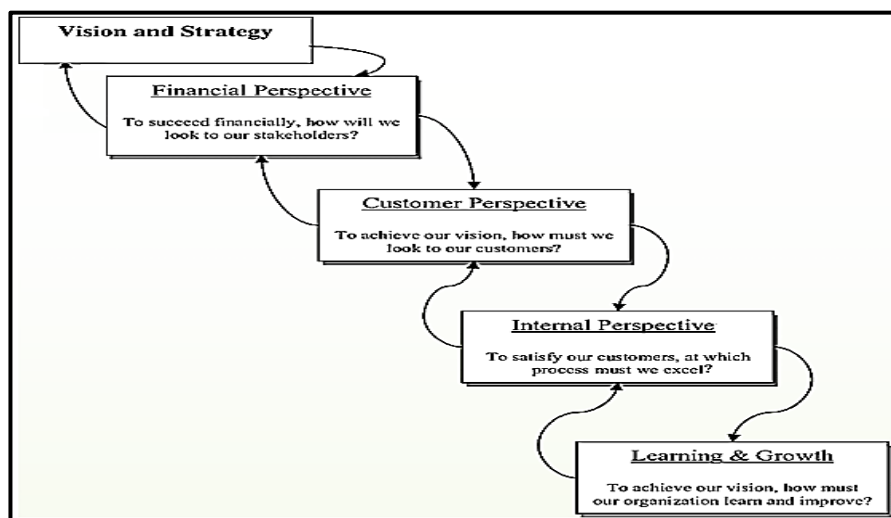 Vision and Strategy
Financial Perspective
To succeed financially, how will we
look to our stakeholders?
Customer Perspective
To achieve our vision, how must we
look to our customers?
Internal Perspective
To satisfy our customers, at which
process must we excel?
Learning & Growth
To achieve our vision, how must
our organization learn and improve?